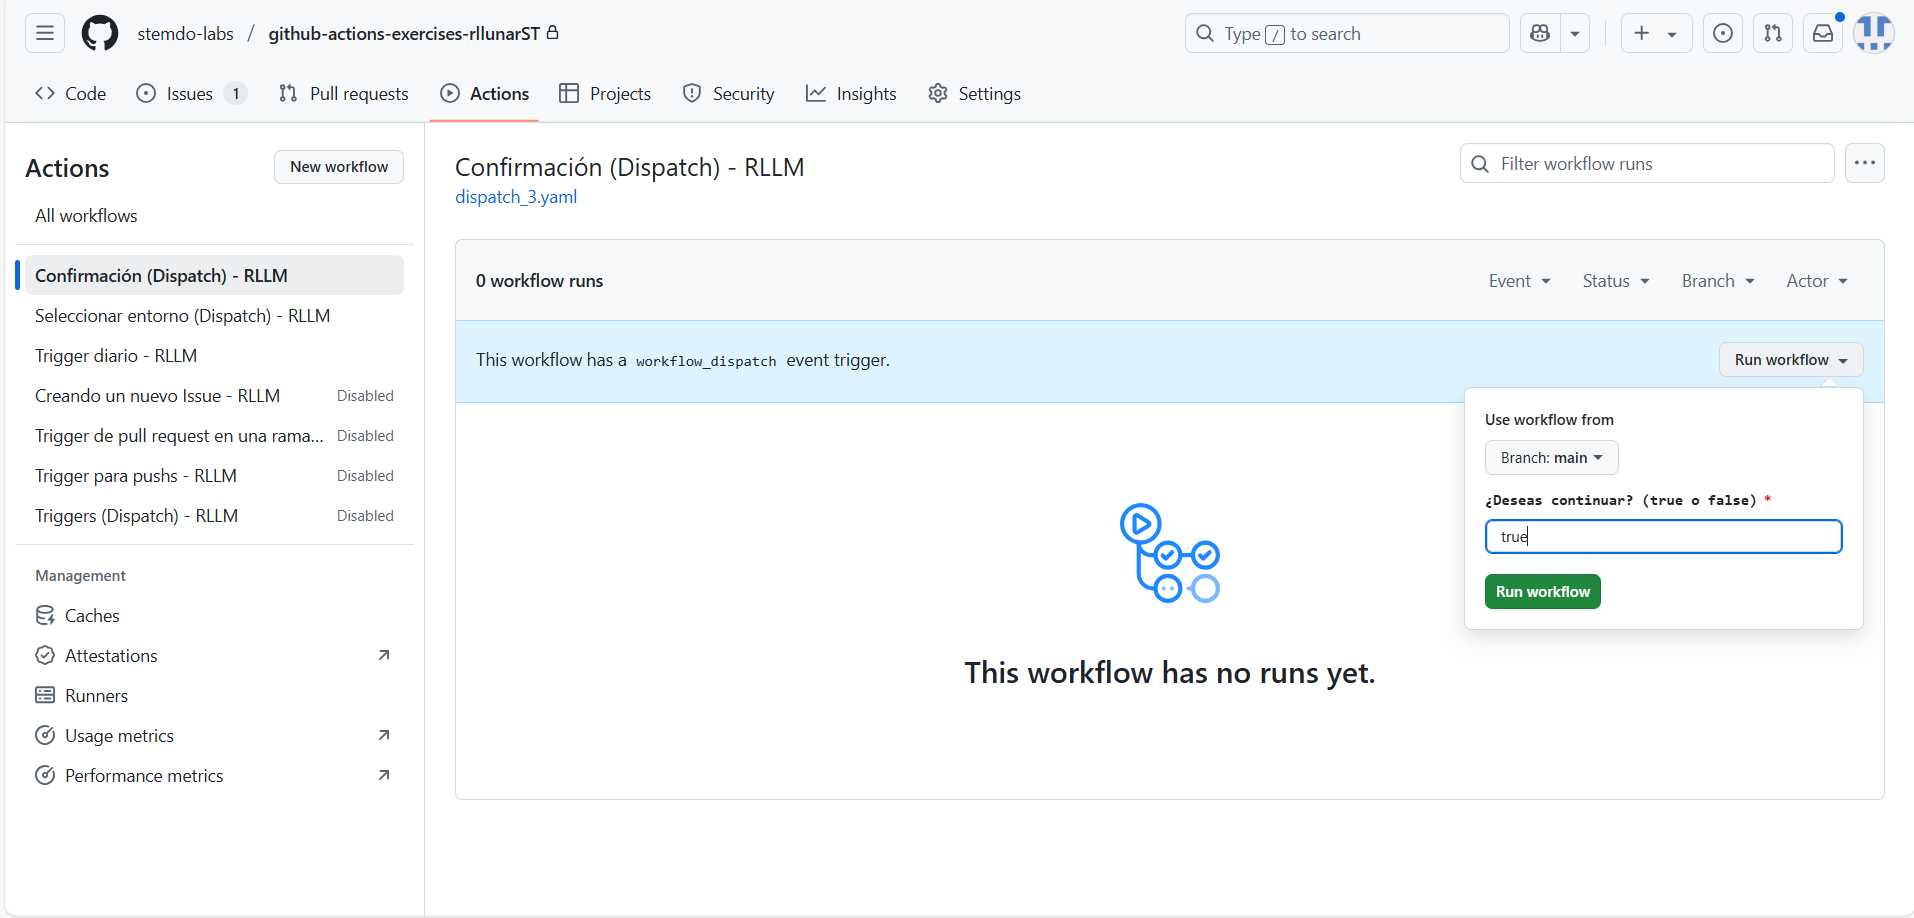 stemdo-labs / github-actions-exercises-rllunarST
Type / to search
Code
Issues 1
Pull requests
Actions
Projects
Security
Insights
Settings
Actions
New workflow
All workflows
Confirmación (Dispatch) - RLLM
Seleccionar entorno (Dispatch) - RLLM
Trigger diario - RLLM
Creando un nuevo Issue - RLLM Disabled
Trigger de pull request en una rama... Disabled
Trigger para pushs - RLLM Disabled
Triggers (Dispatch) - RLLM Disabled
Management
Caches
Attestations
Runners
Usage metrics
Performance metrics
Confirmación (Dispatch) - RLLM
dispatch_3.yaml
Filter workflow runs
0 workflow runs
Event
Status
Branch
Actor
This workflow has a workflow_dispatch event trigger.
Run workflow
Use workflow from
Branch: main
¿Deseas continuar? (true o false) *
true
Run workflow
This workflow has no runs yet.